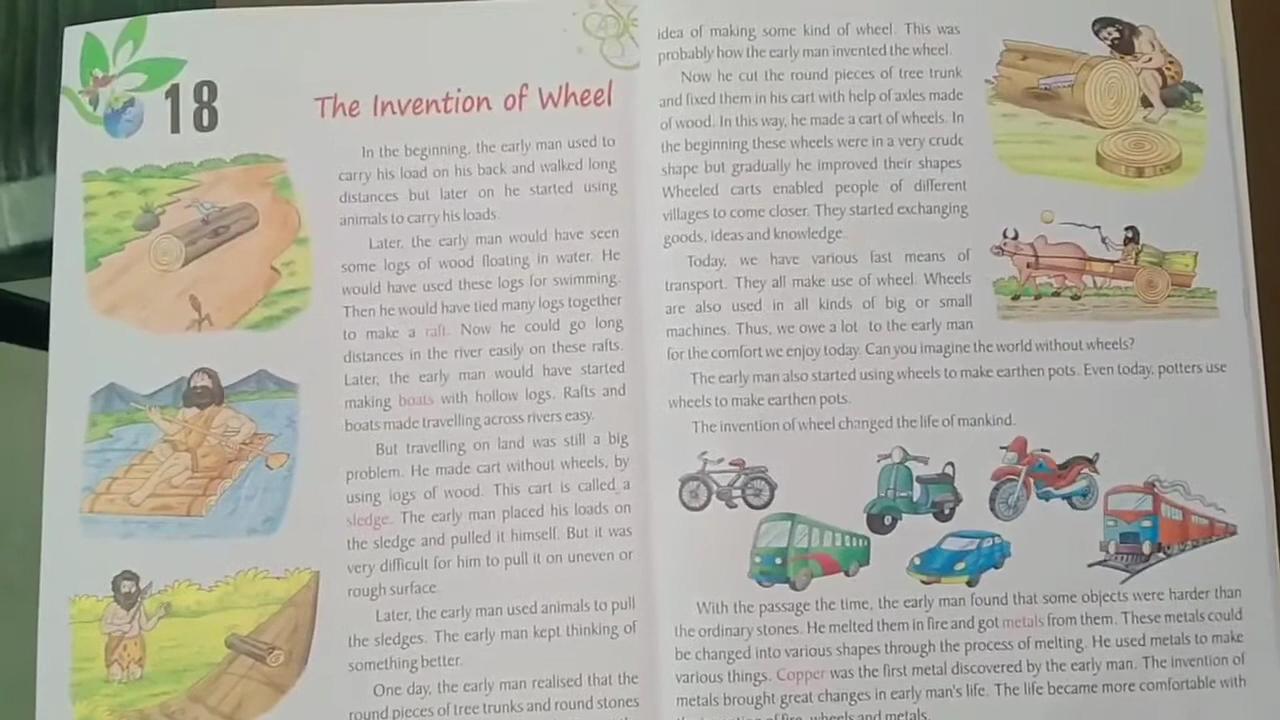 18
The Invention of Wheel
In the beginning, the early man used to
carry his load on his back and walked long
distances but later on he started using
animals to carry his loads.
Later, the early man would have seen
some logs of wood floating in water. He
would have used these logs for swimming.
Then he would have tied many logs together
to make a raft. Now he could go long
distances in the river easily on these rafts.
Later, the early man would have started
making boats with hollow logs. Rafts and
boats made travelling across rivers easy.
But travelling on land was still a big
problem. He made cart without wheels, by
using logs of wood. This cart is called a
sledge. The early man placed his loads on
the sledge and pulled it himself. But it was
very difficult for him to pull it on uneven or
rough surface.
Later, the early man used animals to pull
the sledges. The early man kept thinking of
something better.
One day, the early man realised that the
round pieces of tree trunks and round stones
idea of making some kind of wheel. This was
probably how the early man invented the wheel.
Now he cut the round pieces of tree trunk
and fixed them in his cart with help of axles made
of wood. In this way, he made a cart of wheels. In
the beginning these wheels were in a very crude
shape but gradually he improved their shapes
Wheeled carts enabled people of different
villages to come closer. They started exchanging
goods, ideas and knowledge.
Today, we have various fast means of
transport. They all make use of wheel. Wheels
are also used in all kinds of big or small
machines. Thus, we owe a lot to the early man
for the comfort we enjoy today. Can you imagine the world without wheels?
The early man also started using wheels to make earthen pots. Even today, potters use
wheels to make earthen pots.
The invention of wheel changed the life of mankind.
With the passage the time, the early man found that some objects were harder than
the ordinary stones. He melted them in fire and got metals from them. These metals could
be changed into various shapes through the process of melting. He used metals to make
various things. Copper was the first metal discovered by the early man. The invention of
metals brought great changes in early man's life. The life became more comfortable with
of fire, wheels and metals.